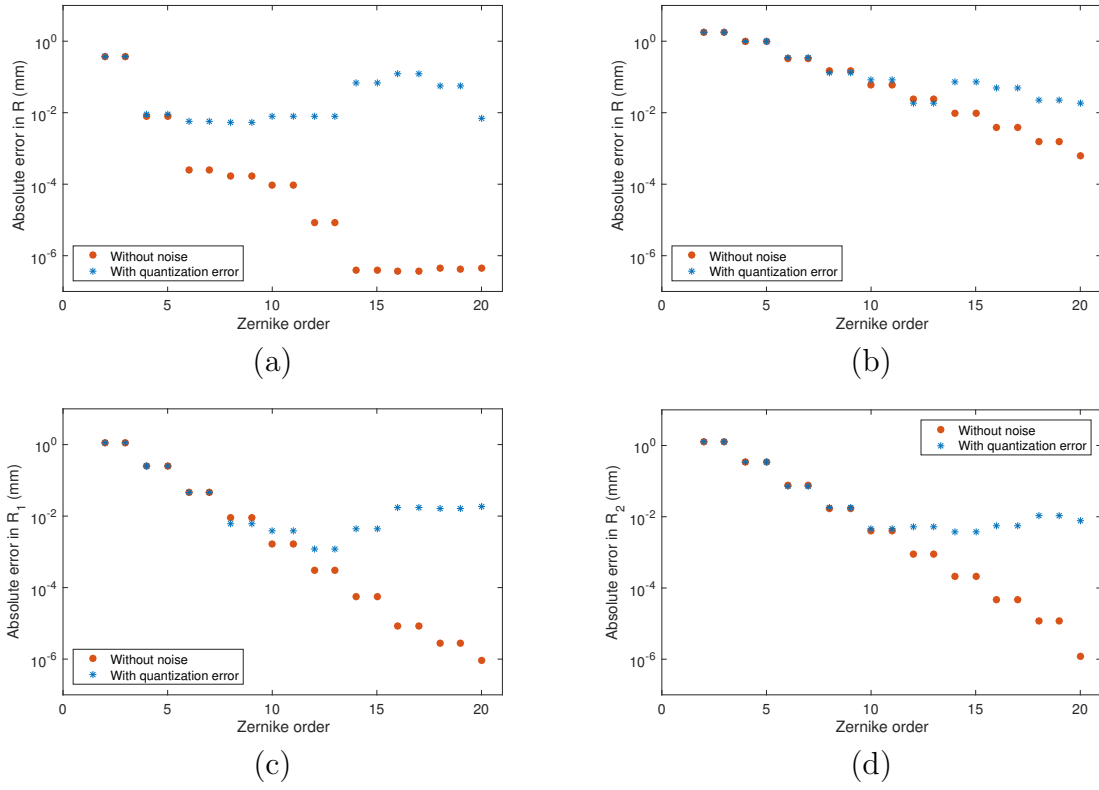 Absolute error in R (mm)
10^0
10^-2
10^-4
10^-6
Without noise
With quantization error
0 5 10 15 20
Zernike order
(a)
Absolute error in R (mm)
10^0
10^-2
10^-4
10^-6
Without noise
With quantization error
0 5 10 15 20
Zernike order
(b)
Absolute error in R_1 (mm)
10^0
10^-2
10^-4
10^-6
Without noise
With quantization error
0 5 10 15 20
Zernike order
(c)
Absolute error in R_2 (mm)
10^0
10^-2
10^-4
10^-6
Without noise
With quantization error
0 5 10 15 20
Zernike order
(d)